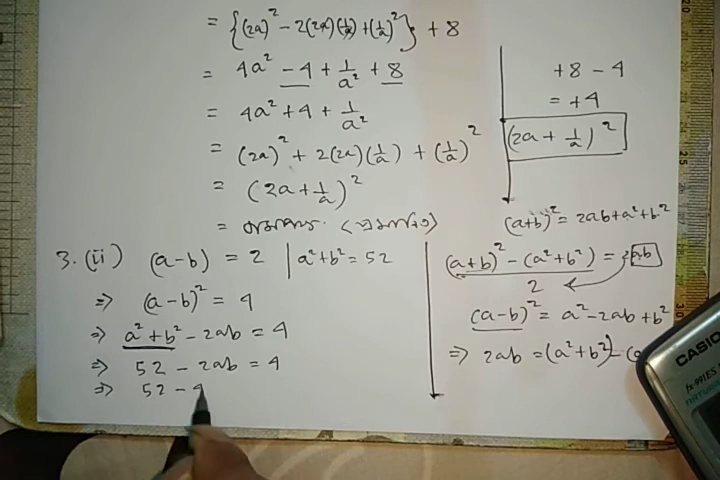 = {(2a)² - 2(2a)(1/a) + (1/a)²} + 8
= 4a² - 4 + 1/a² + 8
= 4a² + 4 + 1/a²
= (2a)² + 2(2a)(1/a) + (1/a)²
= (2a + 1/a)²
+8 - 4
= +4
(2a + 1/a)²
(a+b)² = 2ab + a² + b²
3. (ii) (a-b) = 2 | a² + b² = 52
⇒ (a-b)² = 4
⇒ a² + b² - 2ab = 4
⇒ 52 - 2ab = 4
⇒ 52 - 4
(a+b)² - (a² + b²) = ab
2
(a-b)² = a² - 2ab + b²
⇒ 2ab = (a² + b²) - (a
CASIO